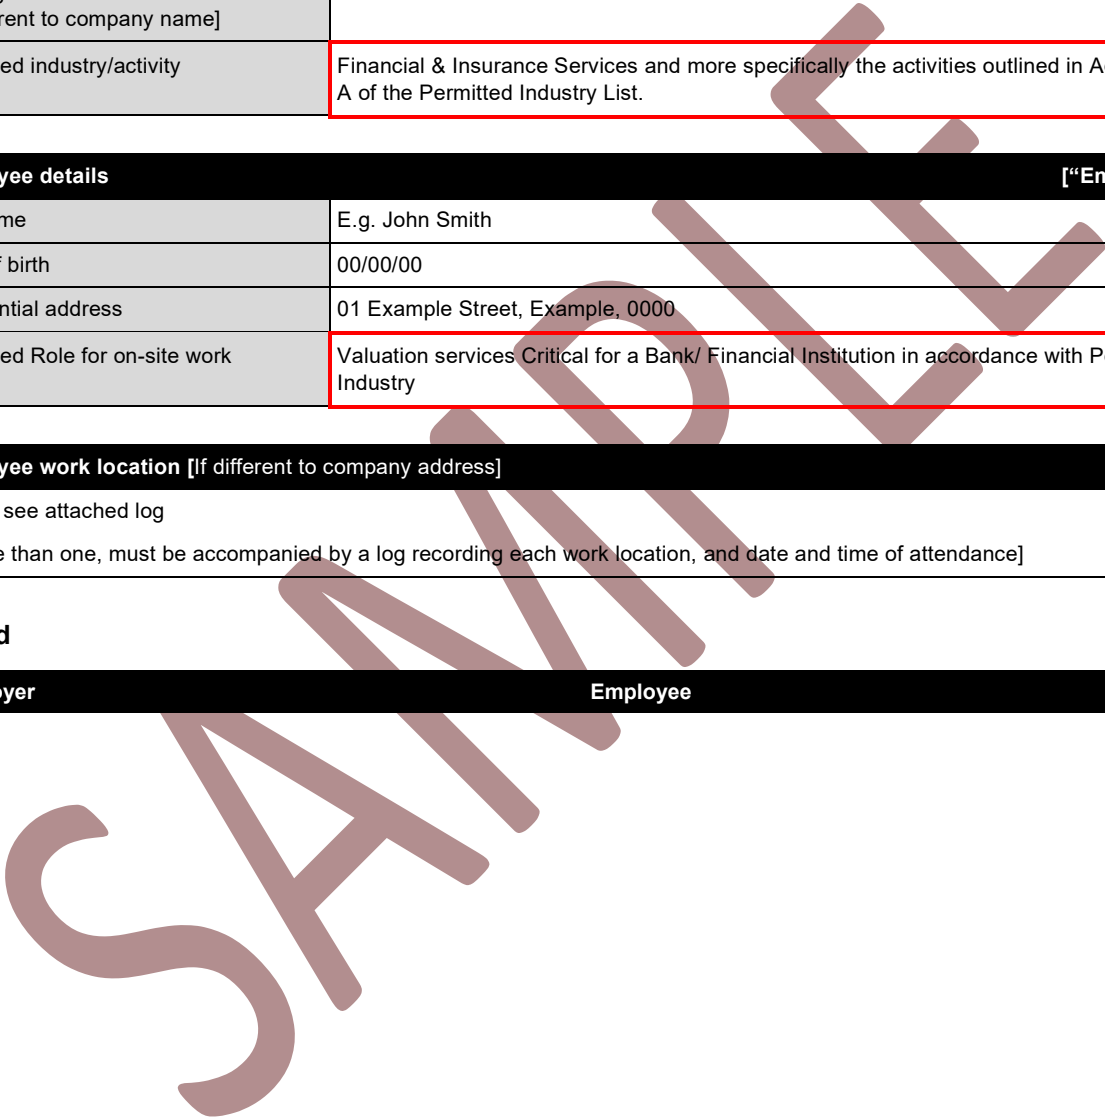 rent to company name]
ed industry/activity
Financial & Insurance Services and more specifically the activities outlined in A
A of the Permitted Industry List.
yee details
["En
me
E.g. John Smith
f birth
00/00/00
ntial address
01 Example Street, Example, 0000
ed Role for on-site work
Valuation services Critical for a Bank/ Financial Institution in accordance with P
Industry
yee work location [If different to company address]
see attached log
e than one, must be accompanied by a log recording each work location, and date and time of attendance]
d
oyer
Employee
SAMPLE